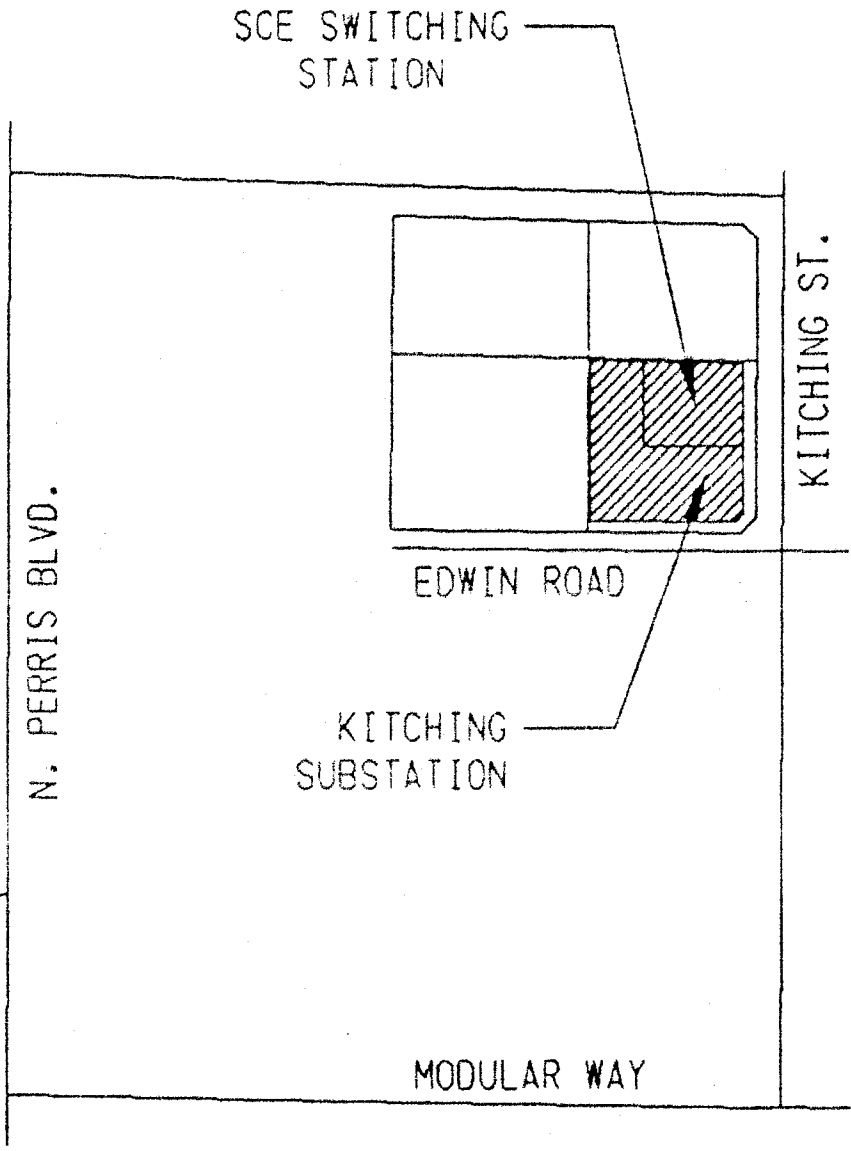 SCE SWITCHING
STATION
KITCHING ST.
N. PERRIS BLVD.
EDWIN ROAD
KITCHING
SUBSTATION
MODULAR WAY